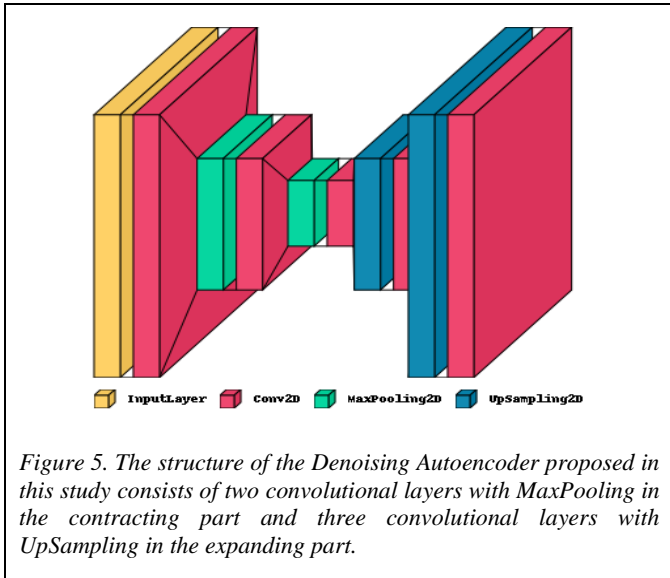 InputLayer Conv2D MaxPooling2D UpSampling2D
Figure 5. The structure of the Denoising Autoencoder proposed in
this study consists of two convolutional layers with MaxPooling in
the contracting part and three convolutional layers with
UpSampling in the expanding part.